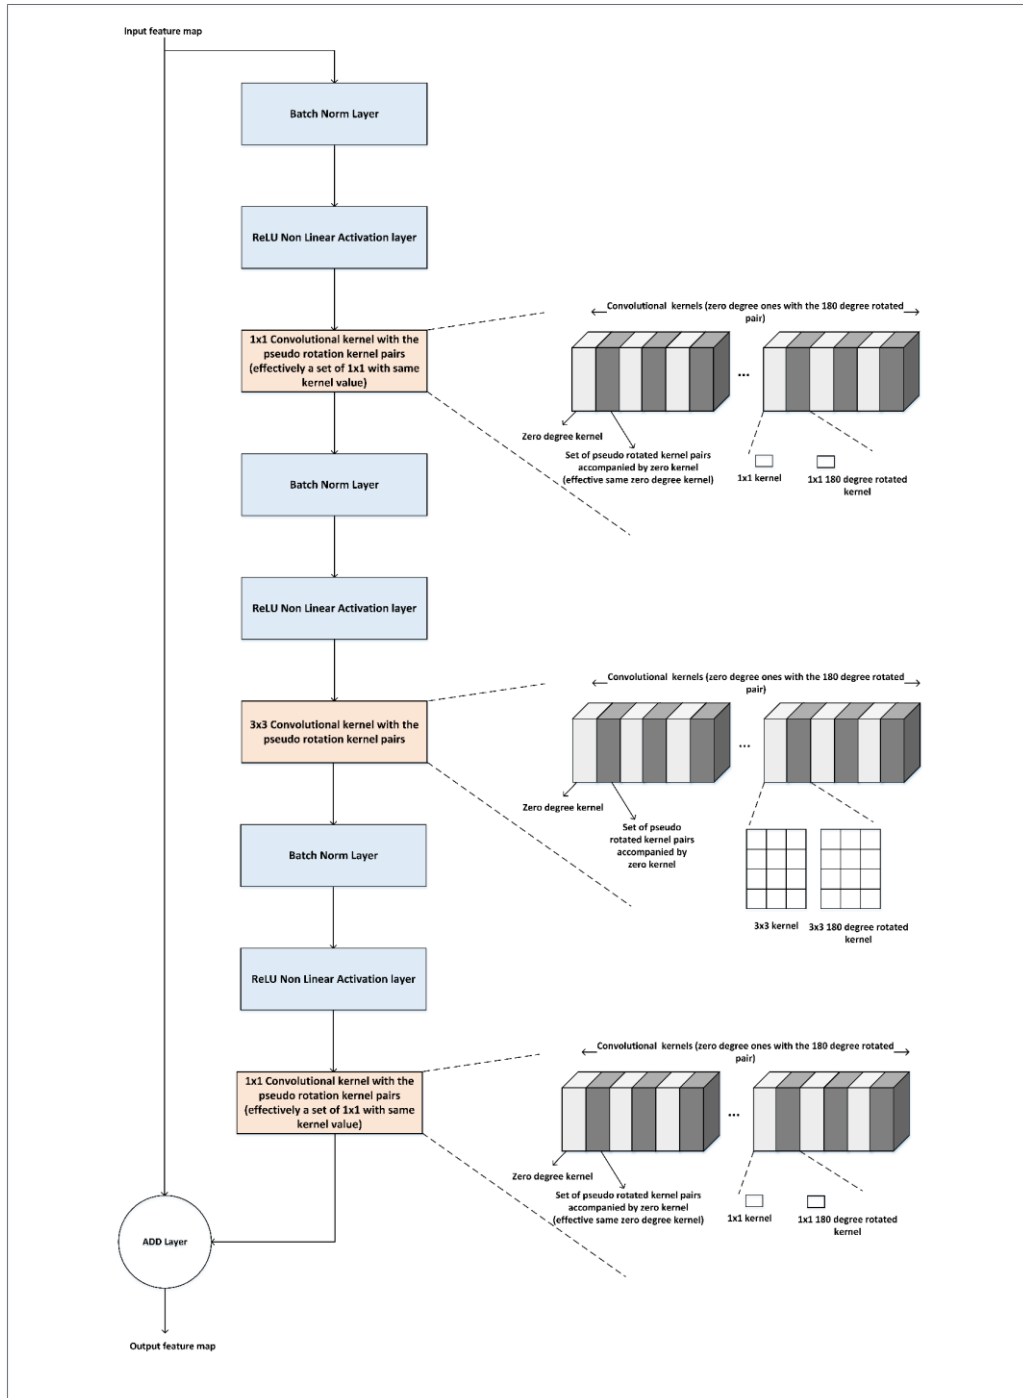 Input feature map
Batch Norm Layer
ReLU Non Linear Activation layer
1x1 Convolutional kernel with the
pseudo rotation kernel pairs
(effectively a set of 1x1 with same
kernel value)
Convolutional kernels (zero degree ones with the 180 degree rotated
pair)
...
Zero degree kernel
Set of pseudo rotated kernel pairs
accompanied by zero kernel
(effective same zero degree kernel)
1x1 kernel
1x1 180 degree rotated
kernel
Batch Norm Layer
ReLU Non Linear Activation layer
3x3 Convolutional kernel with the
pseudo rotation kernel pairs
Convolutional kernels (zero degree ones with the 180 degree rotated
pair)
...
Zero degree kernel
Set of pseudo
rotated kernel pairs
accompanied by
zero kernel
3x3 kernel
3x3 180 degree rotated
kernel
Batch Norm Layer
ReLU Non Linear Activation layer
1x1 Convolutional kernel with the
pseudo rotation kernel pairs
(effectively a set of 1x1 with same
kernel value)
Convolutional kernels (zero degree ones with the 180 degree rotated
pair)
...
Zero degree kernel
Set of pseudo rotated kernel pairs
accompanied by zero kernel
(effective same zero degree kernel)
1x1 kernel
1x1 180 degree rotated
kernel
ADD Layer
Output feature map